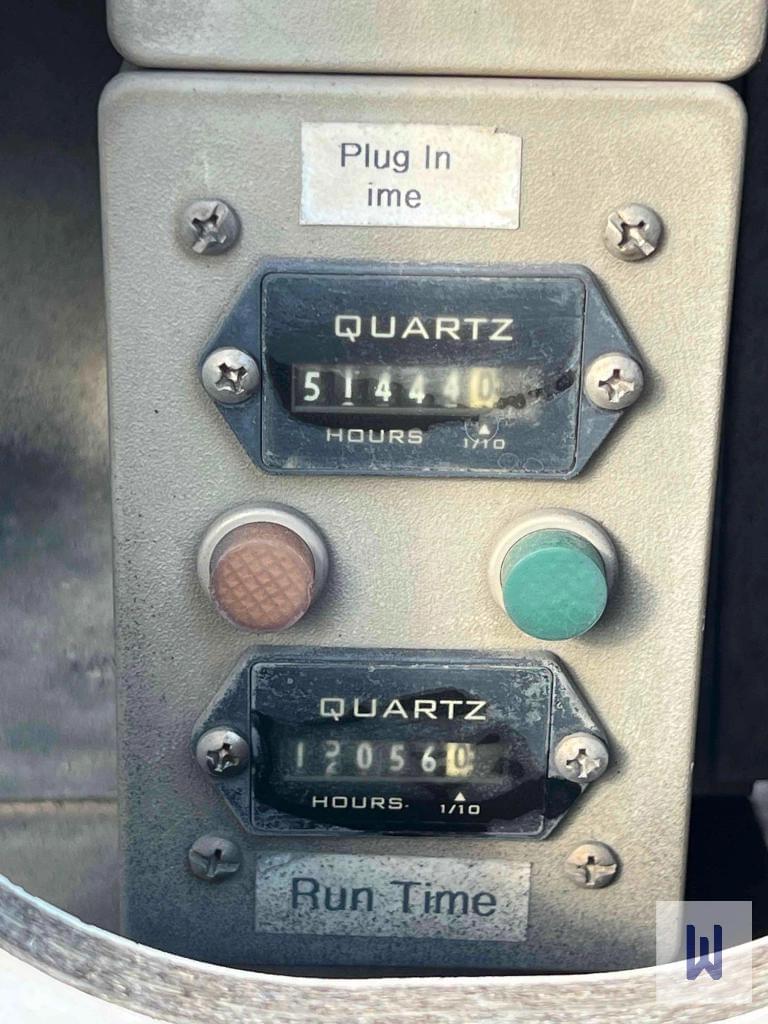 Plug In
ime
QUARTZ
514440
HOURS 1/10
QUARTZ
120560
HOURS 1/10
Run Time
W